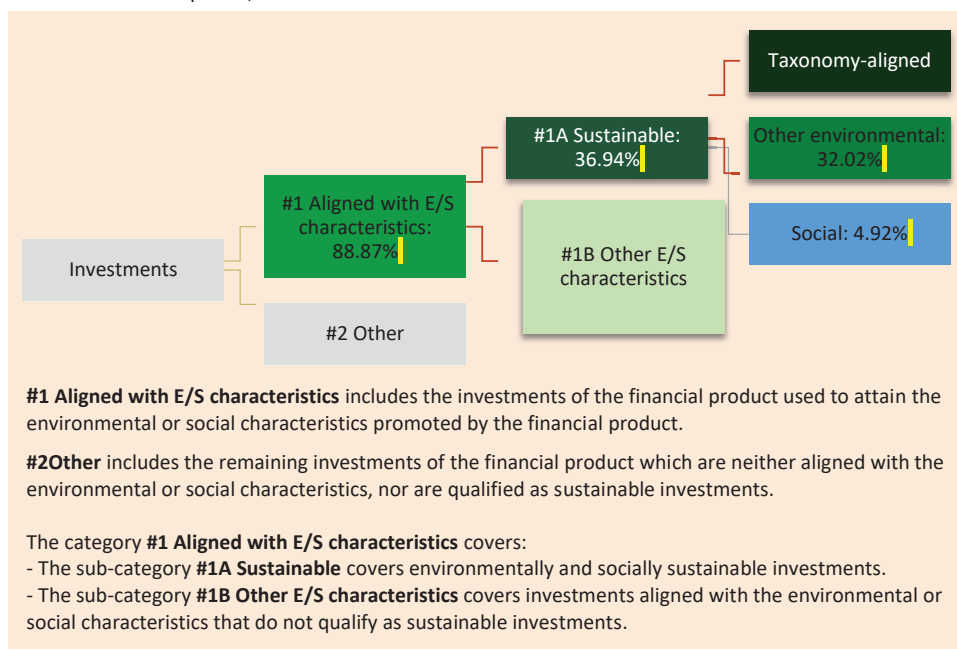 Taxonomy-aligned
#1A Sustainable:
36.94%
Other environmental:
32.02%
#1 Aligned with E/S
characteristics:
88.87%
#1B Other E/S
characteristics
Social: 4.92%
Investments
#2 Other
#1 Aligned with E/S characteristics includes the investments of the financial product used to attain the
environmental or social characteristics promoted by the financial product.
#2Other includes the remaining investments of the financial product which are neither aligned with the
environmental or social characteristics, nor are qualified as sustainable investments.
The category #1 Aligned with E/S characteristics covers:
- The sub-category #1A Sustainable covers environmentally and socially sustainable investments.
- The sub-category #1B Other E/S characteristics covers investments aligned with the environmental or
social characteristics that do not qualify as sustainable investments.